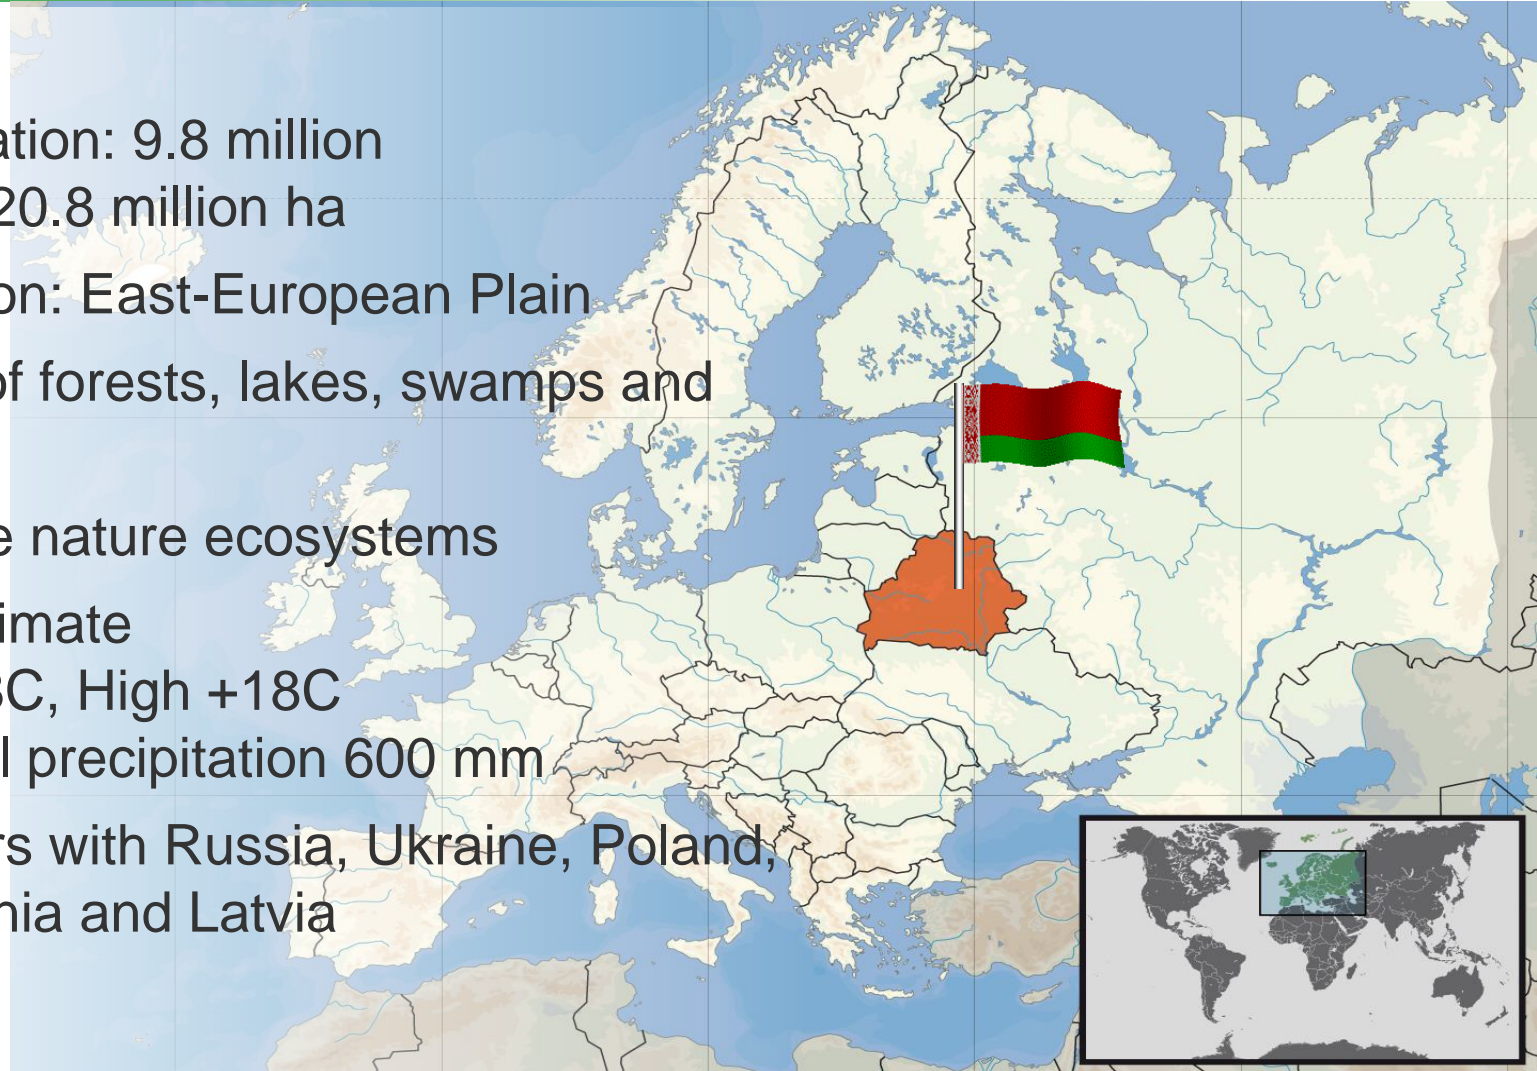 ation: 9.8 million
20.8 million ha
on: East-European Plain
of forests, lakes, swamps and
e nature ecosystems
imate
8C, High +18C
l precipitation 600 mm
rs with Russia, Ukraine, Poland,
nia and Latvia